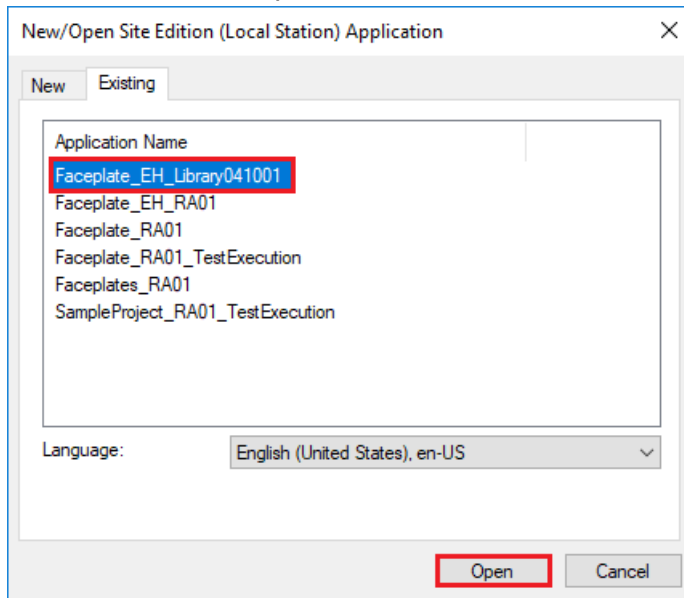 New/Open Site Edition (Local Station) Application
New Existing
Application Name
Faceplate_EH_Library041001
Faceplate_EH_RA01
Faceplate_RA01
Faceplate_RA01_TestExecution
Faceplates_RA01
SampleProject_RA01_TestExecution
Language: English (United States), en-US
Open Cancel